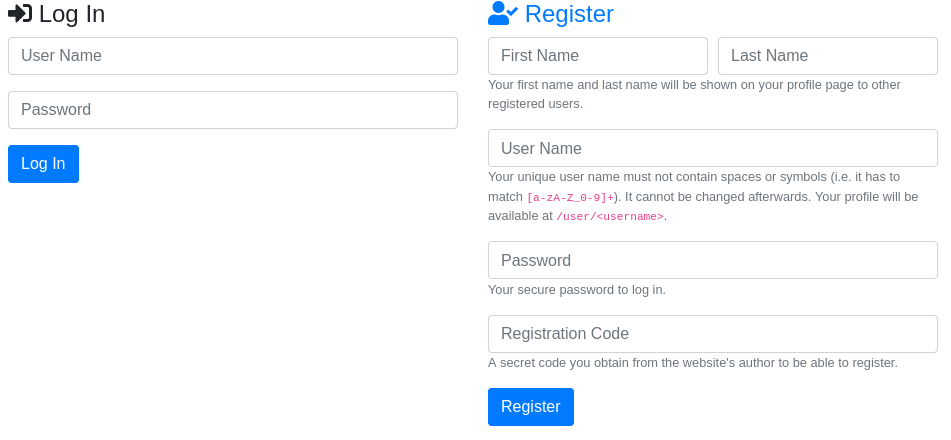 Log In
User Name
Password
Log In
Register
First Name
Last Name
Your first name and last name will be shown on your profile page to other
registered users.
User Name
Your unique user name must not contain spaces or symbols (i.e. it has to
match [a-zA-Z_0-9]+). It cannot be changed afterwards. Your profile will be
available at /user/<username>.
Password
Your secure password to log in.
Registration Code
A secret code you obtain from the website's author to be able to register.
Register